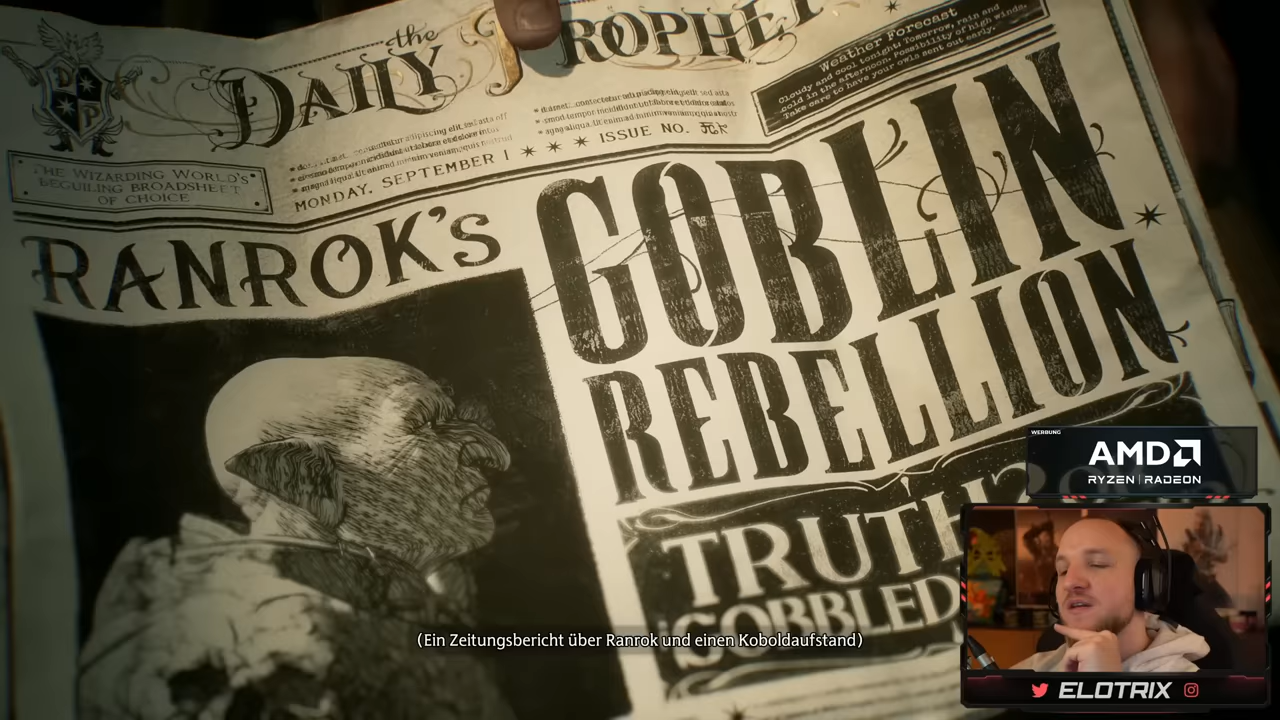 the
DAILY PROPHET
D P
THE WIZARDING WORLD'S
BEGUILING BROADSHEET
OF CHOICE
MONDAY, SEPTEMBER 1 ISSUE NO.
Weather Forecast
Cloudy and cool tonight; Tomorrow, rain and
cold in the afternoon. Possibility of high winds.
Take care to have your owls sent out early.
RANROK'S
GOBLIN
REBELLION
TRUTH?
GOBBLED
WERBUNG
AMD
RYZEN | RADEON
(Ein Zeitungsbericht über Ranrok und einen Koboldaufstand)
ELOTRIX